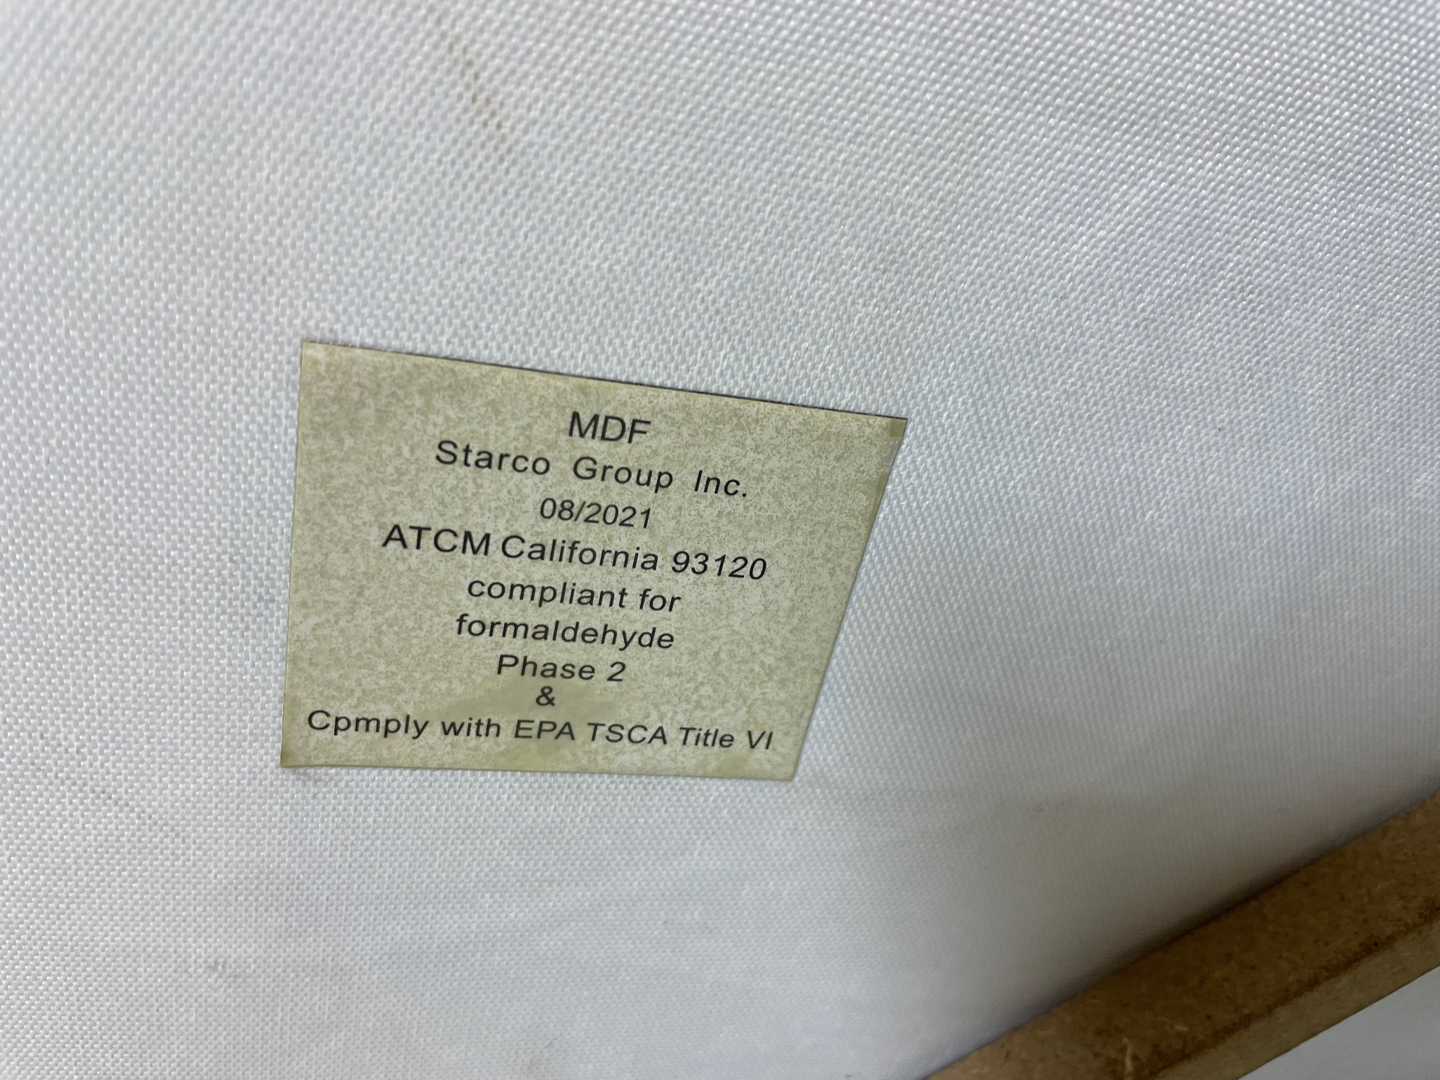 MDF
Starco Group Inc.
08/2021
ATCM California 93120
compliant for
formaldehyde
Phase 2
&
Cpmply with EPA TSCA Title VI